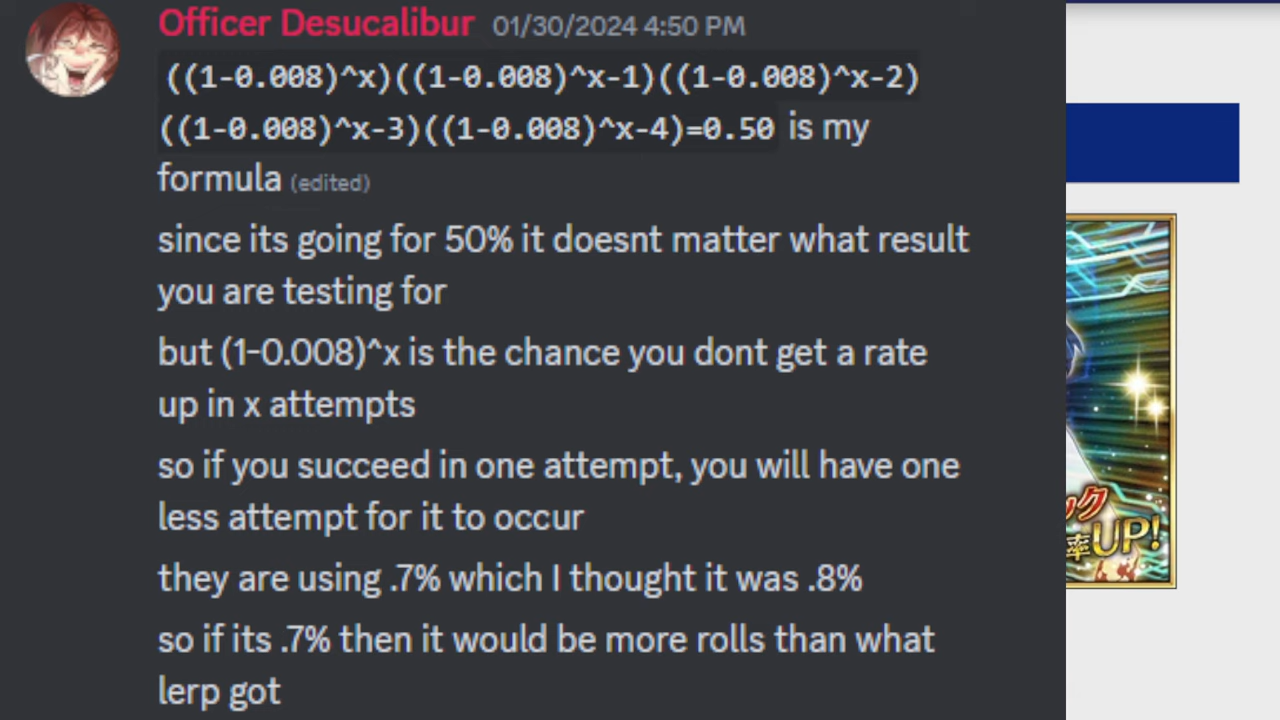 Officer Desucalibur 01/30/2024 4:50 PM
((1-0.008)^x)((1-0.008)^x-1)((1-0.008)^x-2)
((1-0.008)^x-3)((1-0.008)^x-4)=0.50 is my
formula (edited)
since its going for 50% it doesnt matter what result
you are testing for
but (1-0.008)^x is the chance you dont get a rate
up in x attempts
so if you succeed in one attempt, you will have one
less attempt for it to occur
they are using .7% which I thought it was .8%
so if its .7% then it would be more rolls than what
lerp got
ック
率UP!